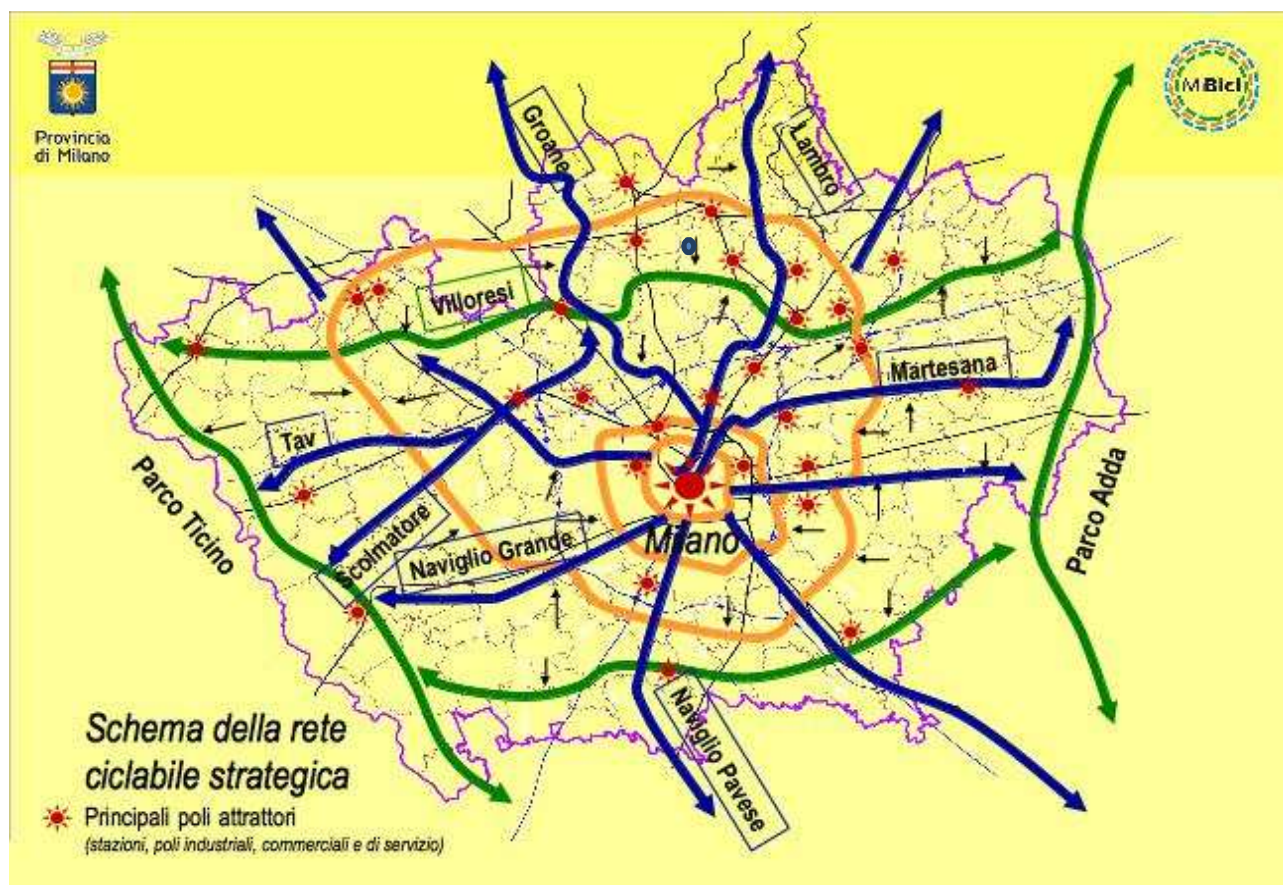 Provincia
di Milano
MiBici
Groane
Lambro
Villoresi
Martesana
Tav
Parco Ticino
Scolmatore
Naviglio Grande
Milano
Parco Adda
Naviglio Pavese
Schema della rete
ciclabile strategica
Principali poli attrattori
(stazioni, poli industriali, commerciali e di servizio)